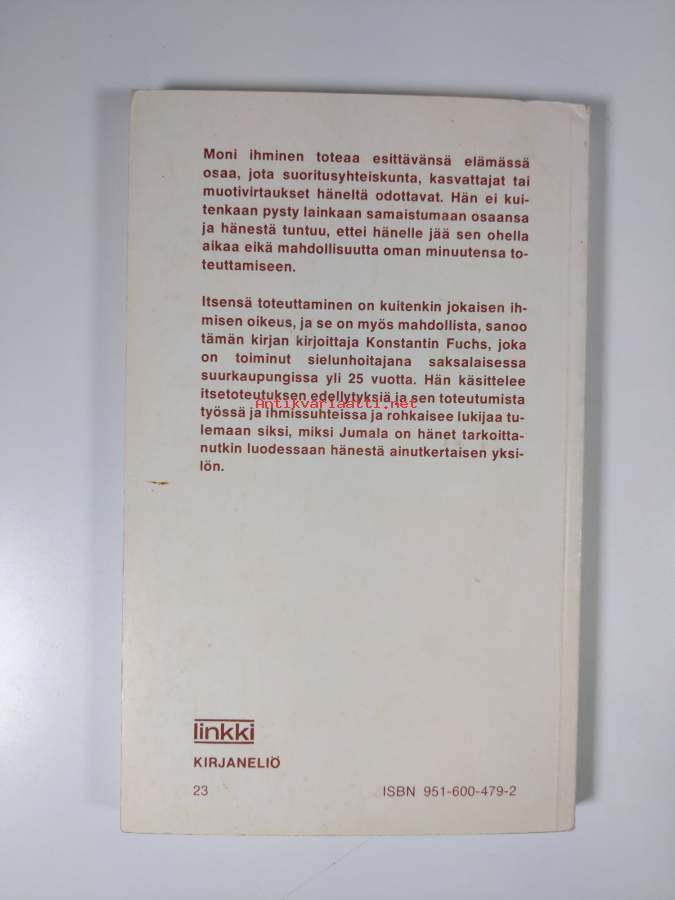 Moni ihminen toteaa esittävänsä elämässä
osaa, jota suoritusyhteiskunta, kasvattajat tai
muotivirtaukset häneltä odottavat. Hän ei kui-
tenkaan pysty lainkaan samaistumaan osaansa
ja hänestä tuntuu, ettei hänelle jää sen ohella
aikaa eikä mahdollisuutta oman minuutensa to-
teuttamiseen.
Itsensä toteuttaminen on kuitenkin jokaisen ih-
misen oikeus, ja se on myös mahdollista, sanoo
tämän kirjan kirjoittaja Konstantin Fuchs, joka
on toiminut sielunhoitajana saksalaisessa
suurkaupungissa yli 25 vuotta. Hän käsittelee
itsetoteutuksen edellytyksiä ja sen toteutumista
Antikvariaatti.net
työssä ja ihmissuhteissa ja rohkaisee lukijaa tu-
lemaan siksi, miksi Jumala on hänet tarkoitta-
nutkin luodessaan hänestä ainutkertaisen yksi-
lön.
linkki
KIRJANELIÖ
23 ISBN 951-600-479-2